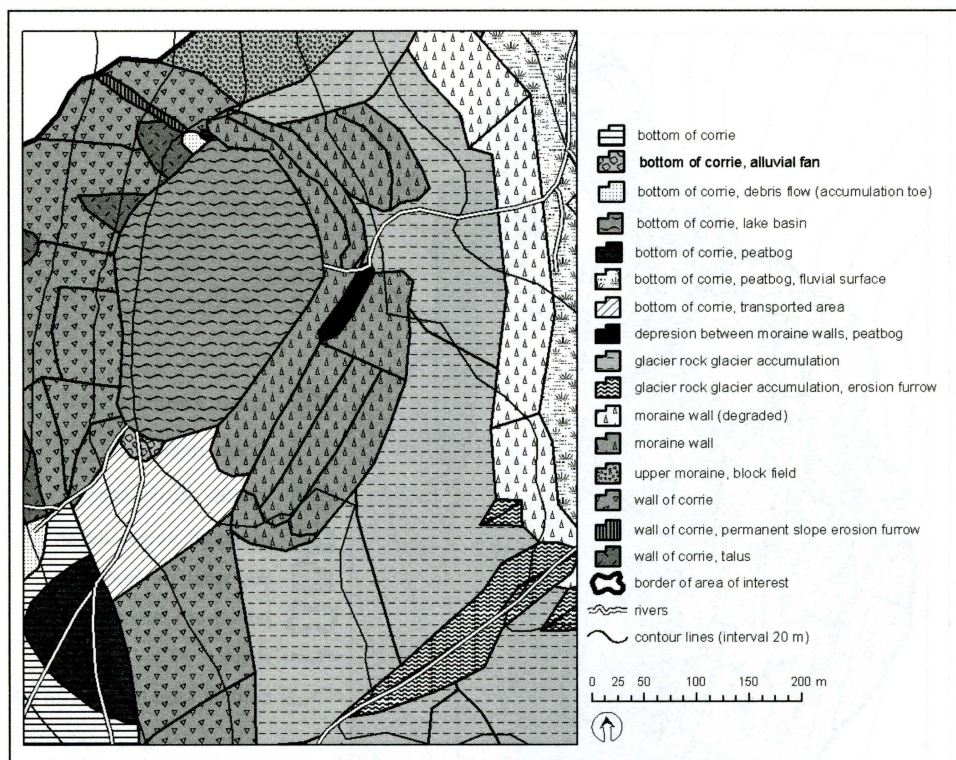 bottom of corrie
bottom of corrie, alluvial fan
bottom of corrie, debris flow (accumulation toe)
bottom of corrie, lake basin
bottom of corrie, peatbog
bottom of corrie, peatbog, fluvial surface
bottom of corrie, transported area
depresion between moraine walls, peatbog
glacier rock glacier accumulation
glacier rock glacier accumulation, erosion furrow
moraine wall (degraded)
moraine wall
upper moraine, block field
wall of corrie
wall of corrie, permanent slope erosion furrow
wall of corrie, talus
border of area of interest
rivers
contour lines (interval 20 m)
0 25 50 100 150 200 m